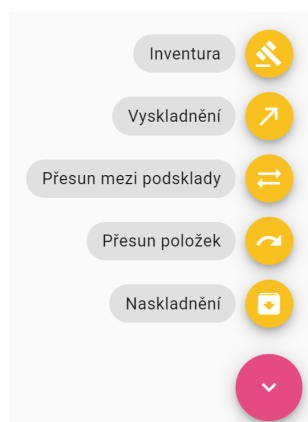 Inventura
Vyskladnění
Přesun mezi podsklady
Přesun položek
Naskladnění